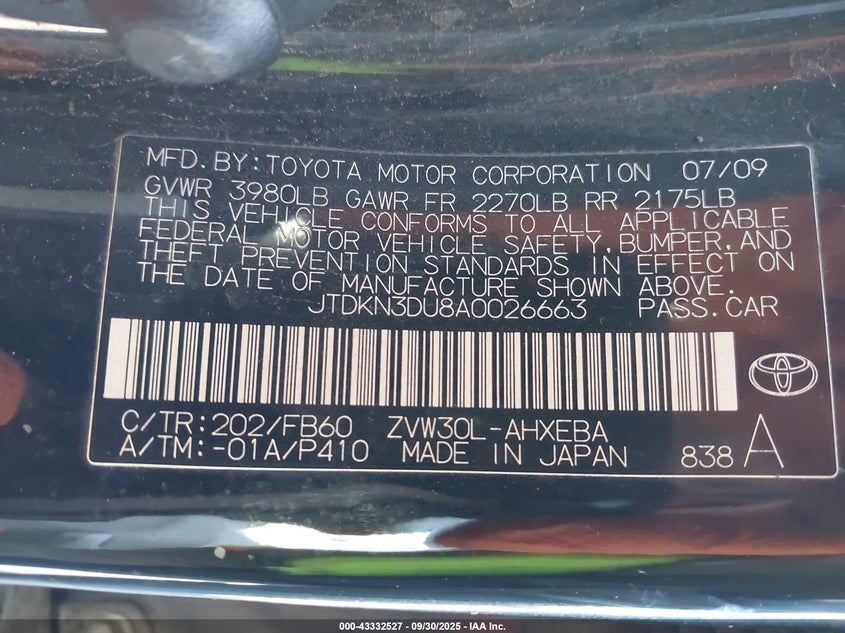 MFD. BY: TOYOTA MOTOR CORPORATION 07/09
GVWR 3980LB GAWR FR 2270LB RR 2175LB
THIS VEHICLE CONFORMS TO ALL APPLICABLE
FEDERAL MOTOR VEHICLE SAFETY, BUMPER, AND
THEFT PREVENTION STANDARDS IN EFFECT ON
THE DATE OF MANUFACTURE SHOWN ABOVE.
JTDKN3DU8A0026663 PASS. CAR
C/TR: 202/FB60 ZVW30L-AHXEBA
A/TM: -01A/P410 MADE IN JAPAN 838 A
000-43332527 - 09/30/2025 - IAA Inc.